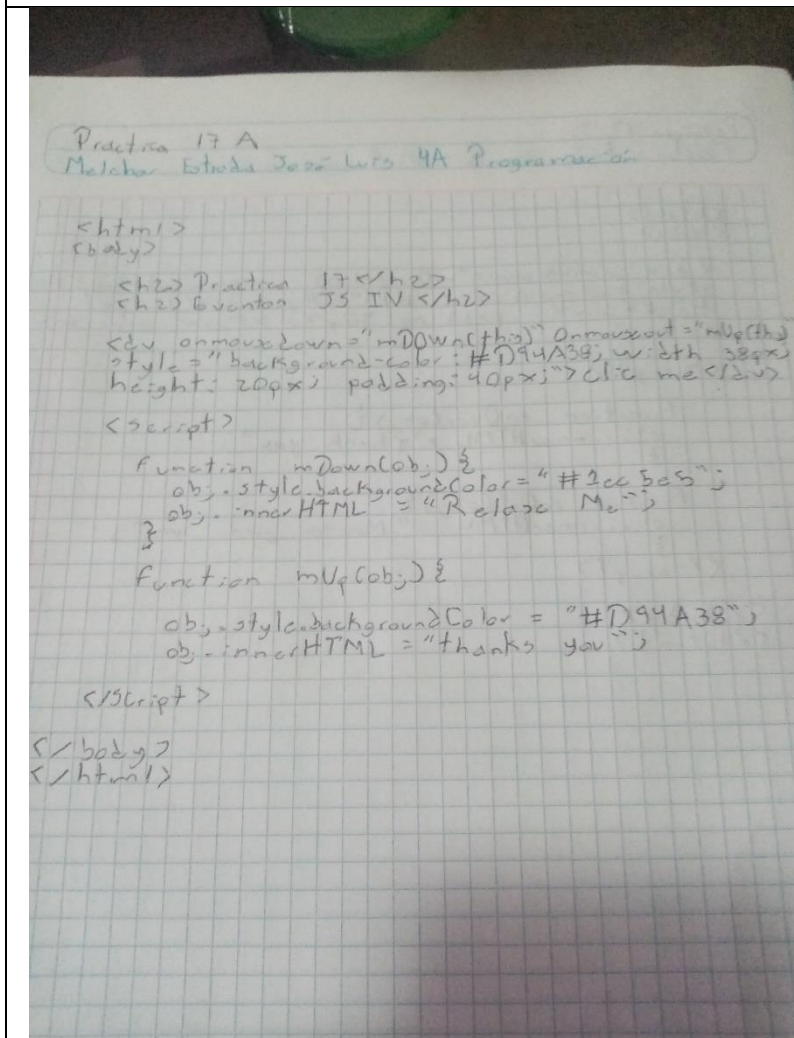 Practica 17 A
Melchor Estrada José Luis 4A Programación
<html>
<body>
<h2> Practica 17</h2>
<h2> Eventos JS IV </h2>
<div onmousedown="mDOwn(this)" Onmouseout="mUp(this)
style="background-color: #D94A38; width 38px;
height: 20px; padding: 40px;">clic me</div>
<script>
function mDown(obj) {
obj.style.backgroundColor="#1ec5e5";
obj.innerHTML = "Relase Me";
}
function mUp(obj) {
obj.style.backgroundColor = "#D94A38";
obj.innerHTML = "thanks you";
</script>
</body>
</html>